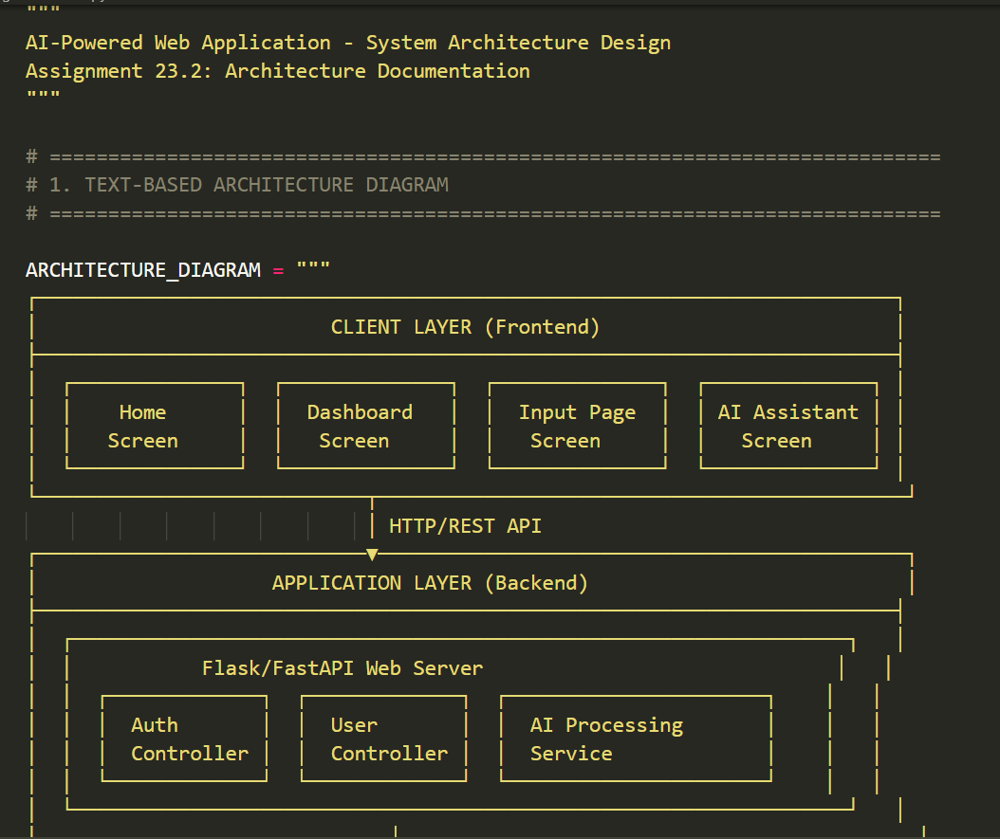 """
AI-Powered Web Application - System Architecture Design
Assignment 23.2: Architecture Documentation
"""
# ============================================================================
# 1. TEXT-BASED ARCHITECTURE DIAGRAM
# ============================================================================
ARCHITECTURE_DIAGRAM = """
CLIENT LAYER (Frontend)
Home Dashboard Input Page AI Assistant
Screen Screen Screen Screen
HTTP/REST API
▼
APPLICATION LAYER (Backend)
Flask/FastAPI Web Server
Auth User AI Processing
Controller Controller Service